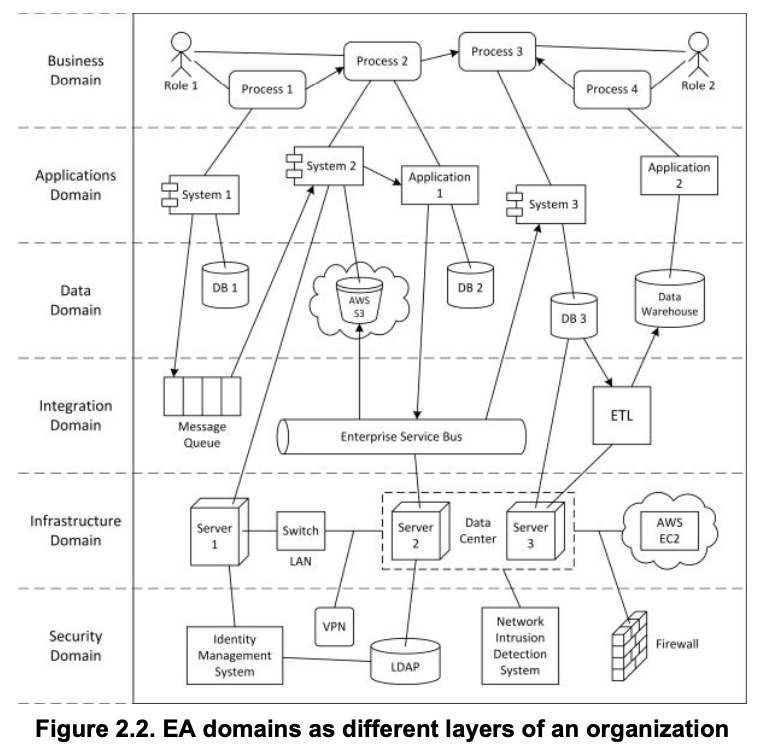 Business
Domain
Role 1
Process 1
Process 2
Process 3
Process 4
Role 2
Applications
Domain
System 1
System 2
Application
1
System 3
Application
2
Data
Domain
DB 1
AWS
S3
DB 2
DB 3
Data
Warehouse
Integration
Domain
Message
Queue
Enterprise Service Bus
ETL
Infrastructure
Domain
Server
1
Switch
LAN
Server
2
Data
Center
Server
3
AWS
EC2
Security
Domain
Identity
Management
System
VPN
LDAP
Network
Intrusion
Detection
System
Firewall
Figure 2.2. EA domains as different layers of an organization